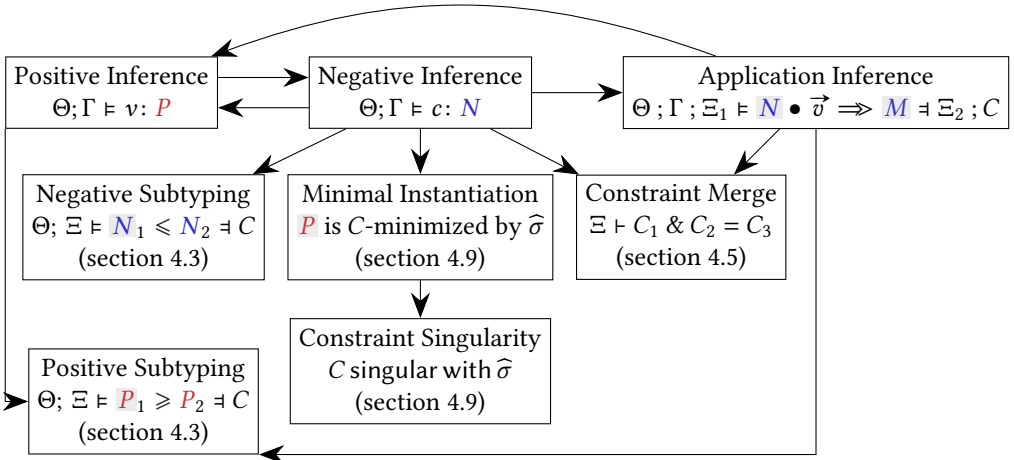 Positive Inference
Θ; Γ ⊨ v: P
Negative Inference
Θ; Γ ⊨ c: N
Application Inference
Θ ; Γ ; Ξ₁ ⊨ N ● v⃗ ⇒> M ⫤ Ξ₂ ; C
Negative Subtyping
Θ; Ξ ⊨ N₁ ⩽ N₂ ⫤ C
(section 4.3)
Minimal Instantiation
P is C-minimized by σ̂
(section 4.9)
Constraint Merge
Ξ ⊢ C₁ & C₂ = C₃
(section 4.5)
Constraint Singularity
C singular with σ̂
(section 4.9)
Positive Subtyping
Θ; Ξ ⊨ P₁ ⩾ P₂ ⫤ C
(section 4.3)